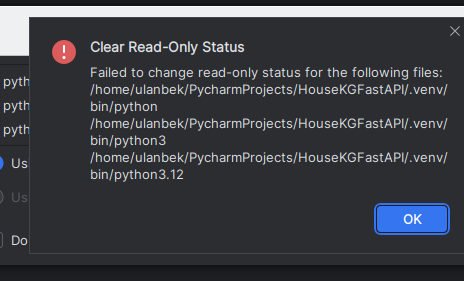 Clear Read-Only Status
Failed to change read-only status for the following files:
/home/ulanbek/PycharmProjects/HouseKGFastAPI/.venv/
bin/python
/home/ulanbek/PycharmProjects/HouseKGFastAPI/.venv/
bin/python3
/home/ulanbek/PycharmProjects/HouseKGFastAPI/.venv/
bin/python3.12
pyth
pyth
pyth
Us
Us
Do
OK